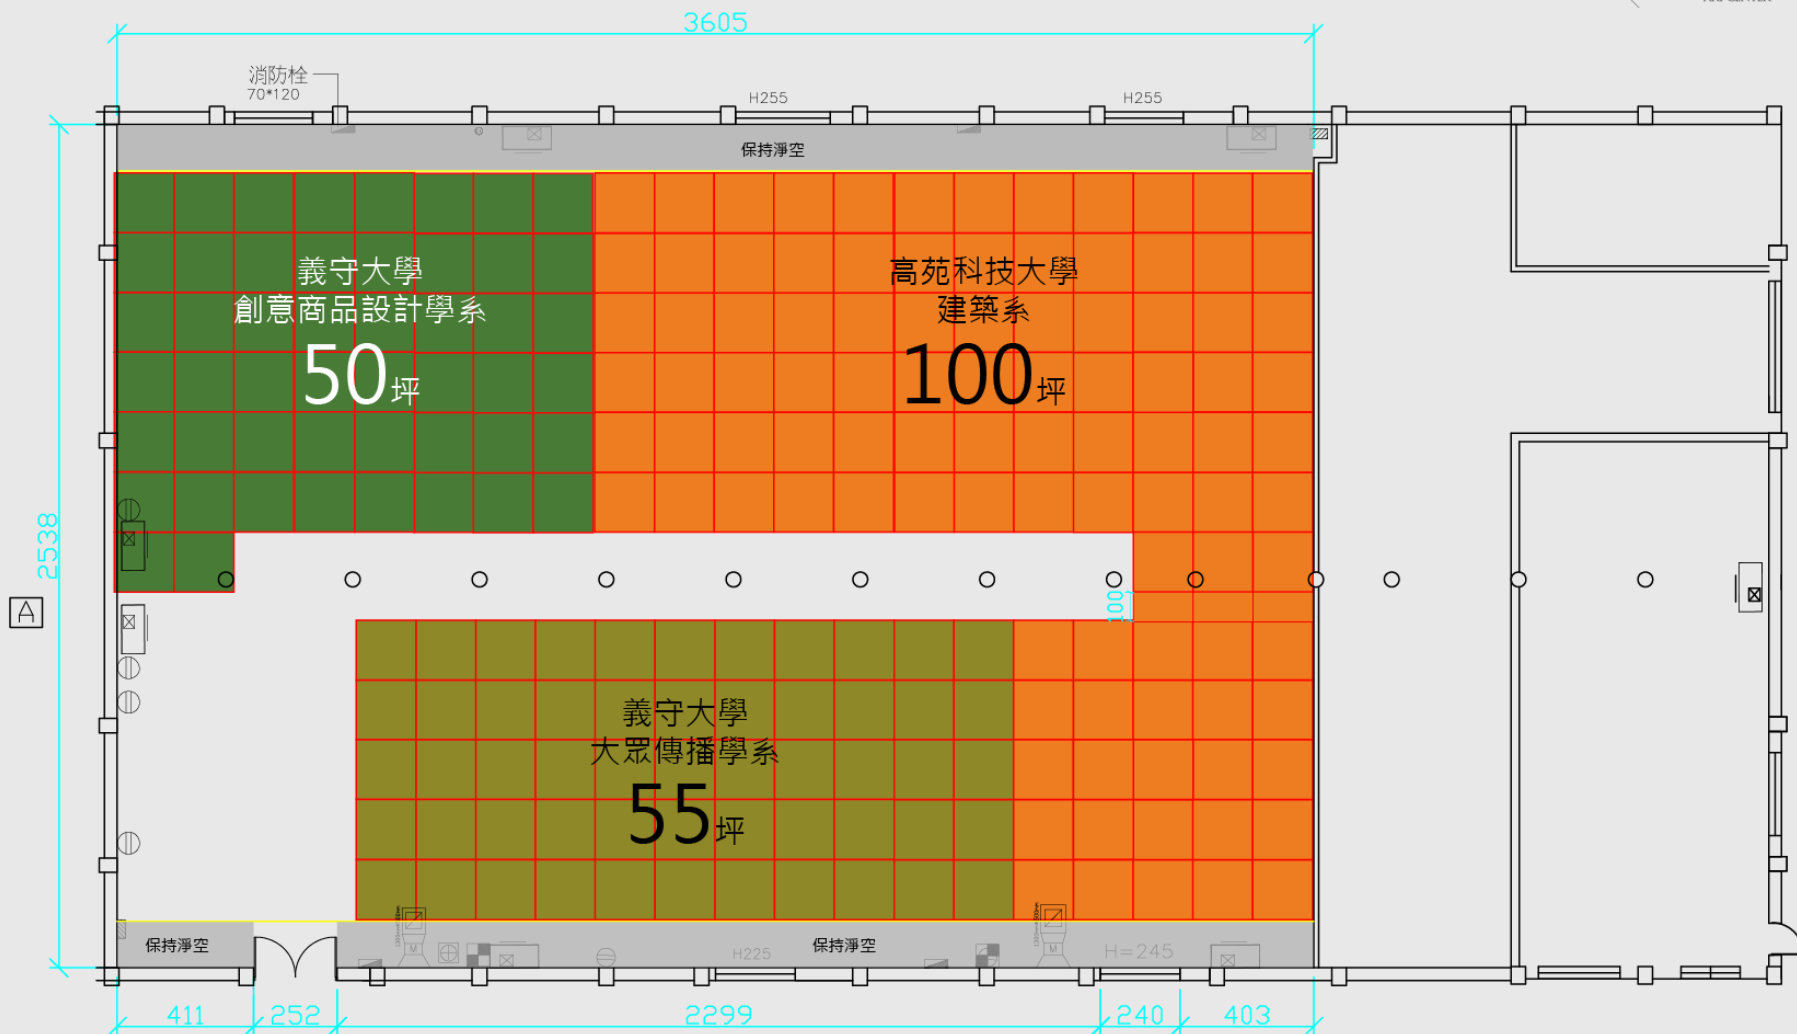 3605
消防栓
70*120
H255
H255
保持淨空
義守大學
創意商品設計學系
50坪
高苑科技大學
建築系
100坪
2538
A
100
義守大學
大眾傳播學系
55坪
保持淨空
M
H225
保持淨空
M
H=245
411
252
2299
240
403